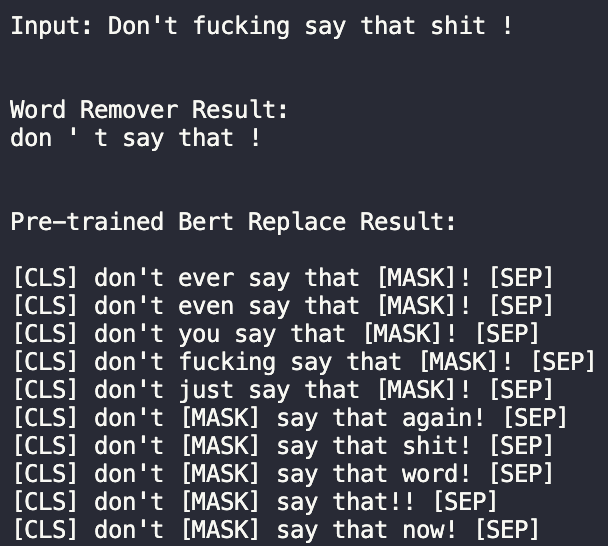 Input: Don't fucking say that shit !
Word Remover Result:
don ' t say that !
Pre-trained Bert Replace Result:
[CLS] don't ever say that [MASK]! [SEP]
[CLS] don't even say that [MASK]! [SEP]
[CLS] don't you say that [MASK]! [SEP]
[CLS] don't fucking say that [MASK]! [SEP]
[CLS] don't just say that [MASK]! [SEP]
[CLS] don't [MASK] say that again! [SEP]
[CLS] don't [MASK] say that shit! [SEP]
[CLS] don't [MASK] say that word! [SEP]
[CLS] don't [MASK] say that!! [SEP]
[CLS] don't [MASK] say that now! [SEP]